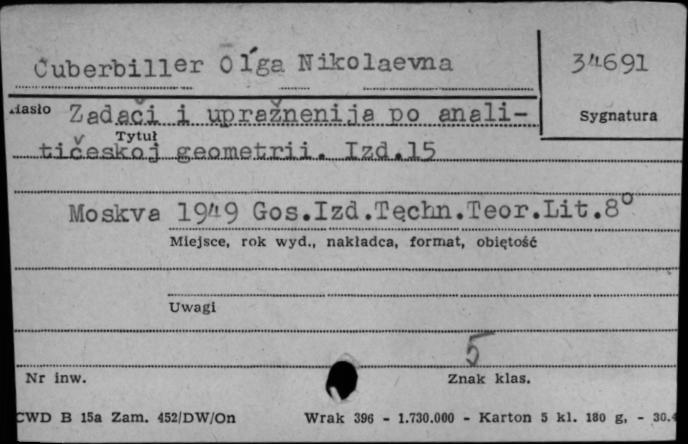 Cuberbiller Ol'ga Nikolaevna
34691
Hasło Zadači i upražnenija po anali-
Sygnatura
Tytuł
tičeskoj geometrii. Izd.15
Moskva 1949 Gos.Izd.Techn.Teor.Lit.8°
Miejsce, rok wyd., nakładca, format, objętość
Uwagi
5
Nr inw.
Znak klas.
CWD B 15a Zam. 452/DW/On Wrak 396 - 1.730.000 - Karton 5 kl. 180 g, - 30.4